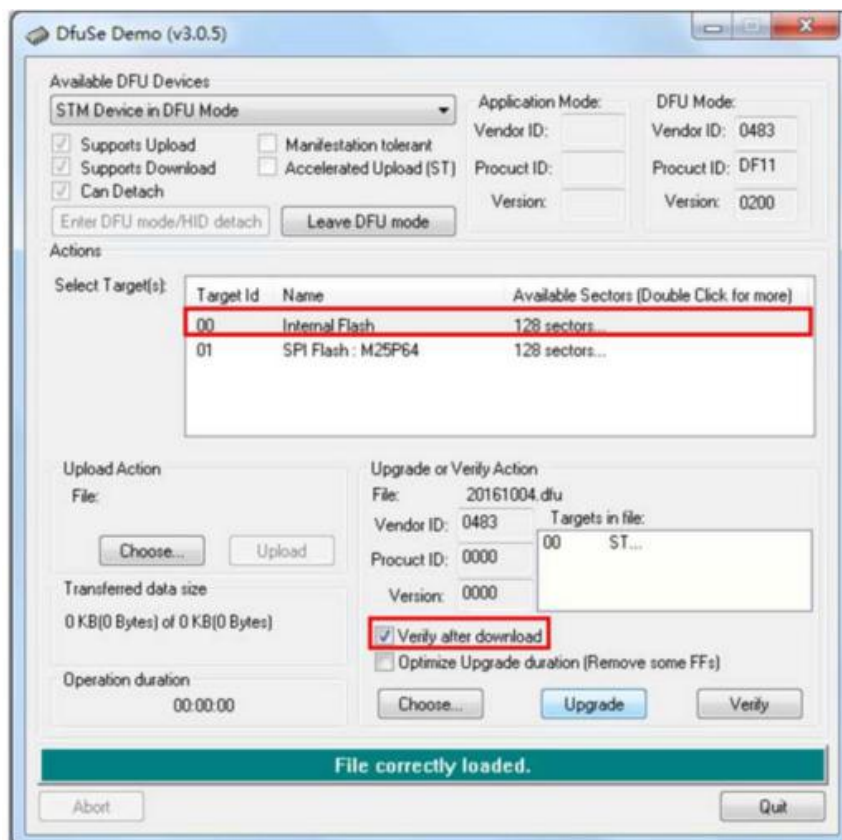 DfuSe Demo (v3.0.5)
Available DFU Devices
STM Device in DFU Mode
Supports Upload
Manifestation tolerant
Supports Download
Accelerated Upload (ST)
Can Detach
Enter DFU mode/HID detach
Leave DFU mode
Application Mode:
Vendor ID:
Procuct ID:
Version:
DFU Mode:
Vendor ID: 0483
Procuct ID: DF11
Version: 0200
Actions
Select Target(s):
Target Id Name Available Sectors (Double Click for more)
00 Internal Flash 128 sectors...
01 SPI Flash : M25P64 128 sectors...
Upload Action
File:
Choose...
Upload
Transferred data size
0 KB(0 Bytes) of 0 KB(0 Bytes)
Operation duration
00:00:00
Upgrade or Verify Action
File: 20161004.dfu
Vendor ID: 0483
Procuct ID: 0000
Version: 0000
Targets in file:
00 ST...
Verify after download
Optimize Upgrade duration (Remove some FFs)
Choose...
Upgrade
Verify
File correctly loaded.
Abort
Quit